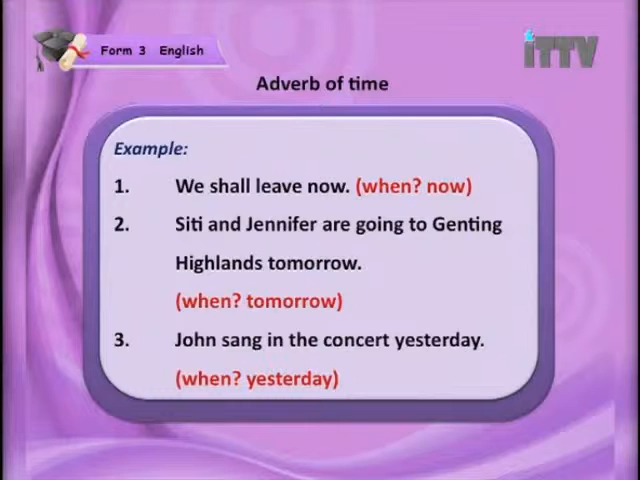 Form 3 English
iTTV
Adverb of time
Example:
1. We shall leave now. (when? now)
2. Siti and Jennifer are going to Genting
Highlands tomorrow.
(when? tomorrow)
3. John sang in the concert yesterday.
(when? yesterday)